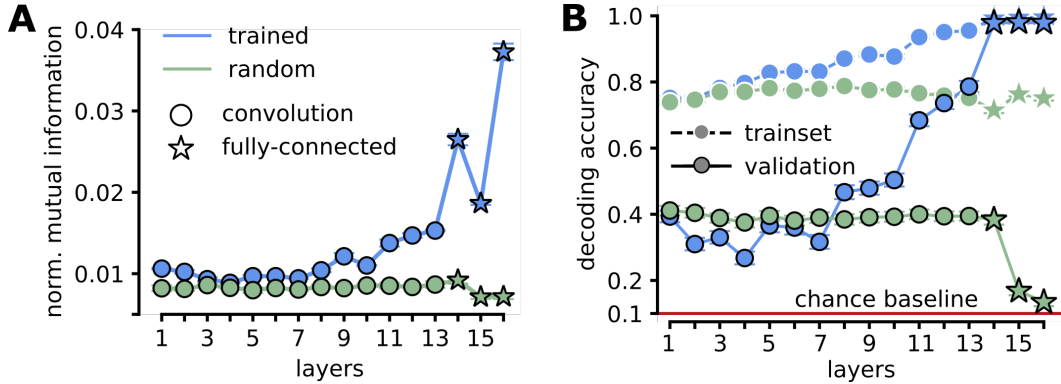 A
norm. mutual information
0.04
0.03
0.02
0.01
trained
random
convolution
fully-connected
1 3 5 7 9 11 13 15
layers
B
decoding accuracy
1.0
0.8
0.6
0.4
0.2
0.1
trainset
validation
chance baseline
1 3 5 7 9 11 13 15
layers